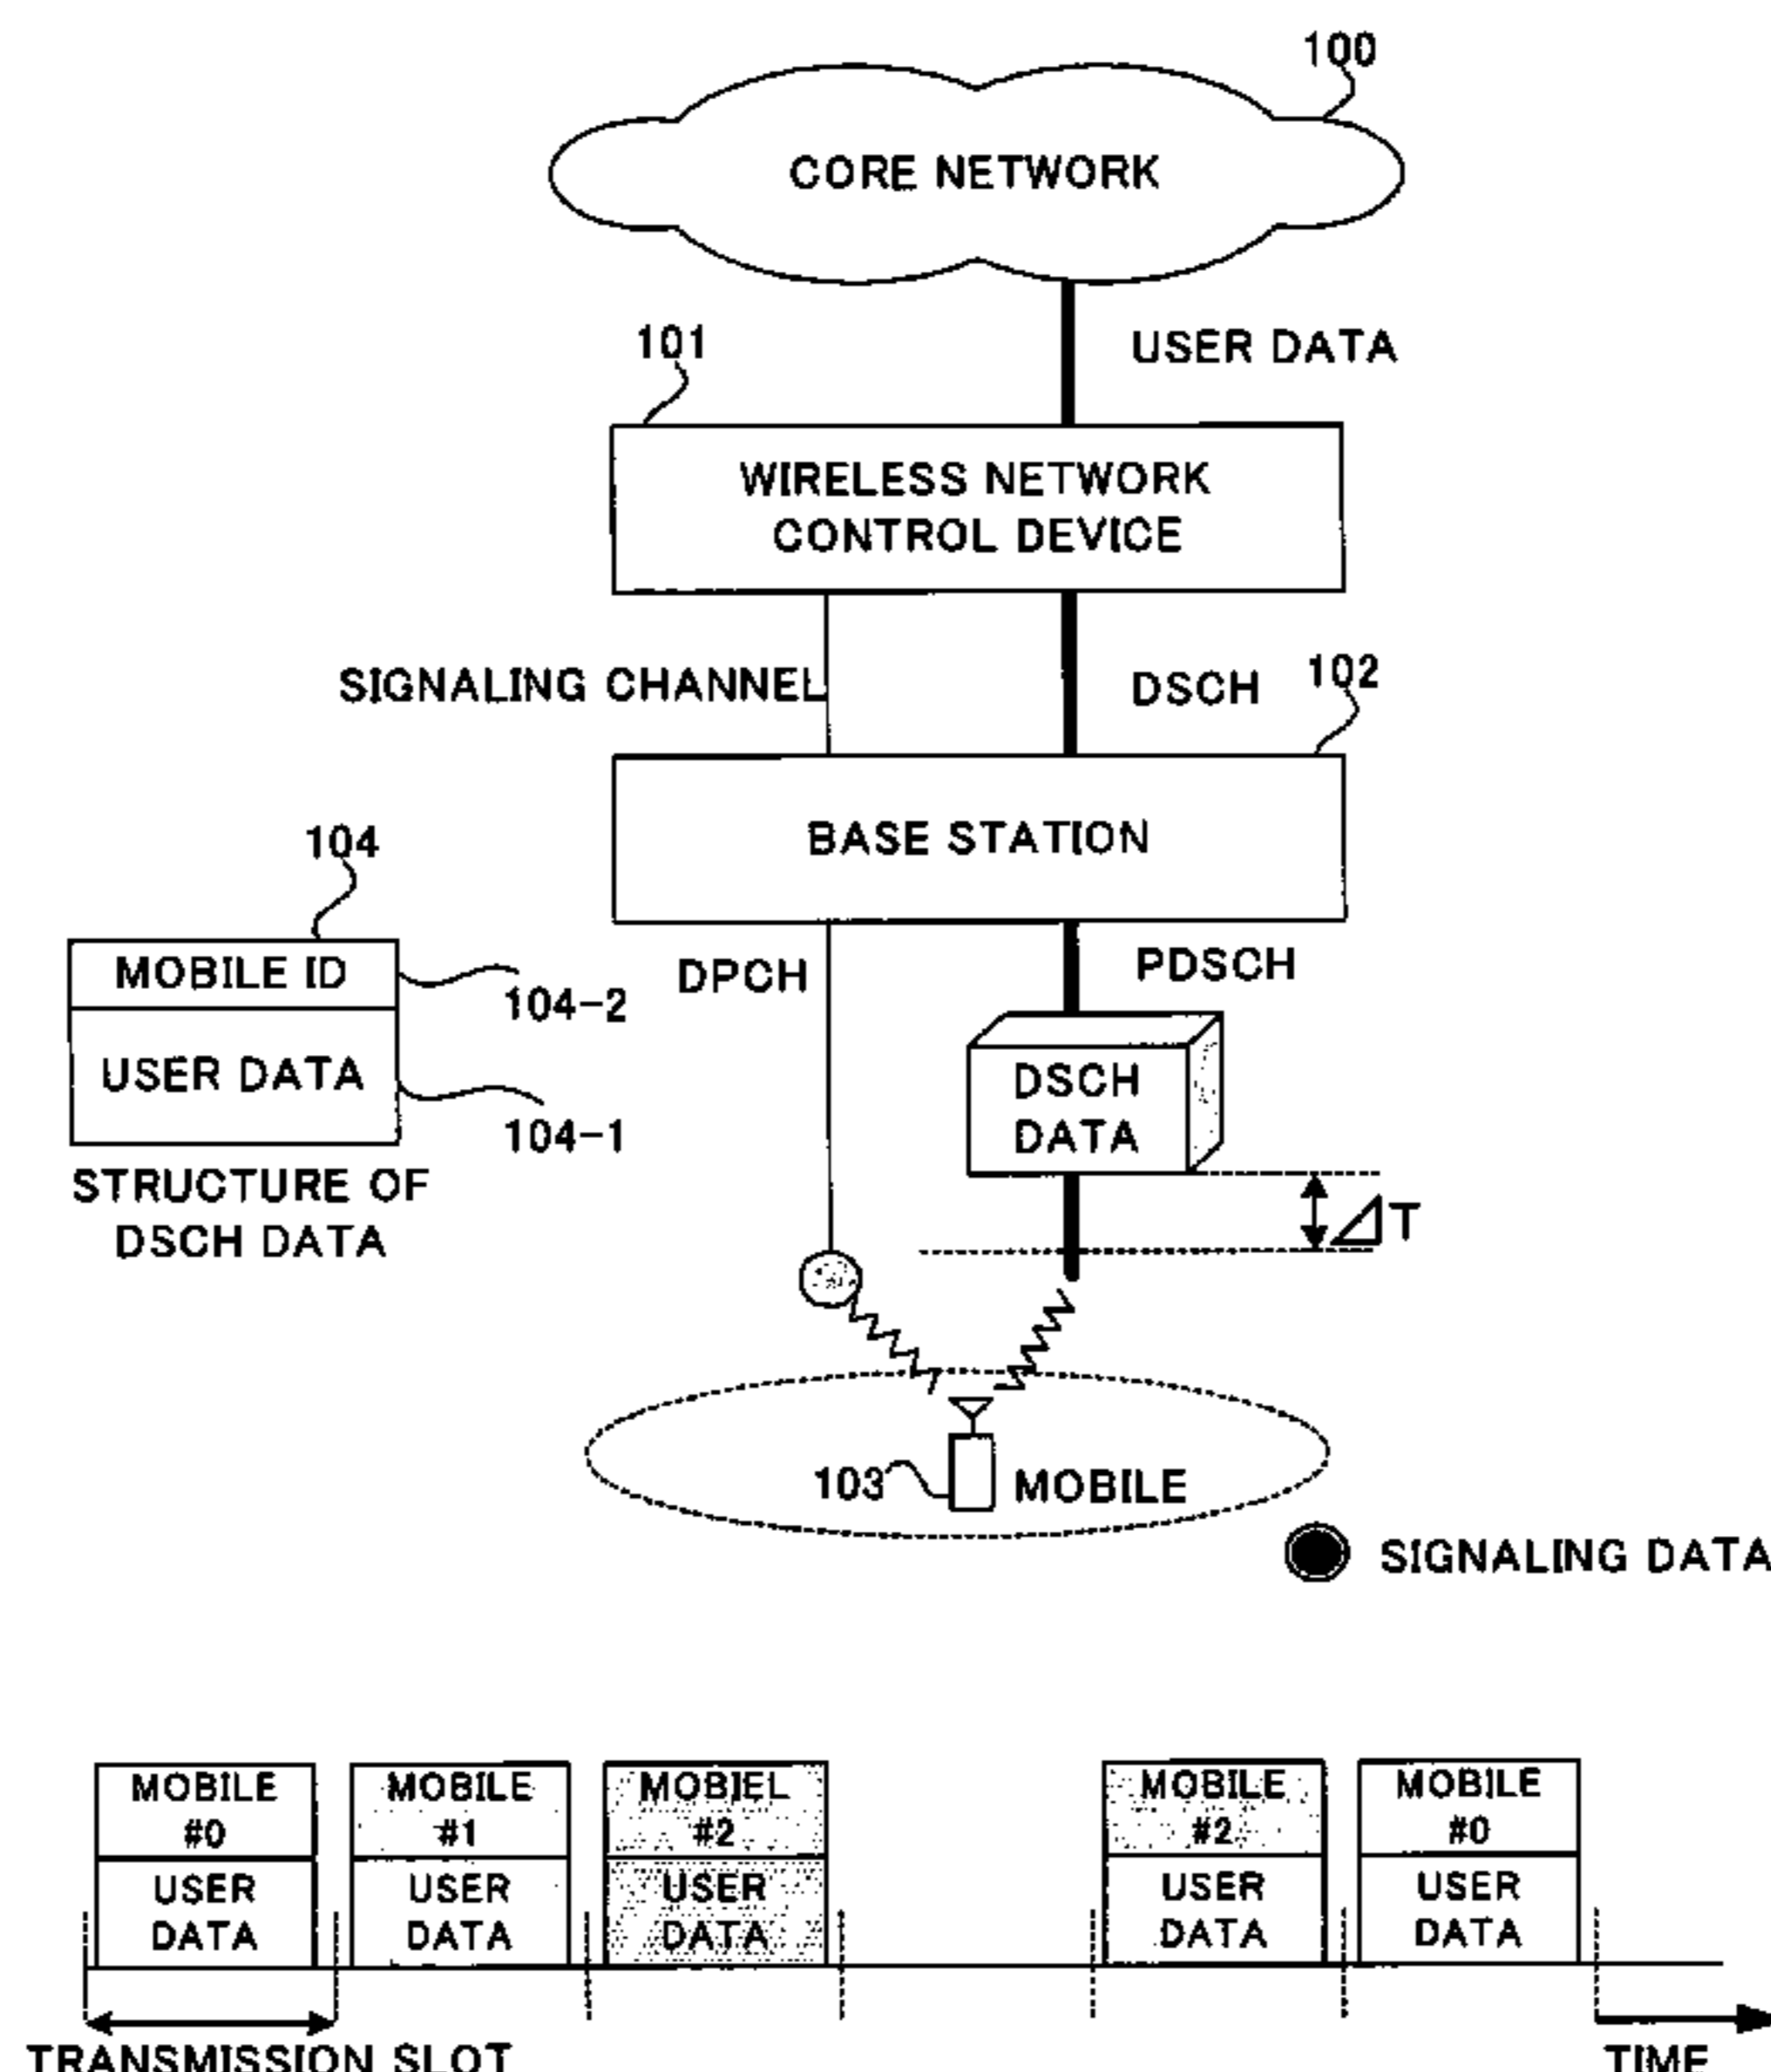 100
CORE NETWORK
101
USER DATA
WIRELESS NETWORK
CONTROL DEVICE
SIGNALING CHANNEL
DSCH
102
BASE STATION
104
MOBILE ID
104-2
USER DATA
104-1
STRUCTURE OF
DSCH DATA
DPCH
PDSCH
DSCH
DATA
⊿T
103
MOBILE
SIGNALING DATA
MOBILE
#0
USER
DATA
MOBILE
#1
USER
DATA
MOBIEL
#2
USER
DATA
MOBILE
#2
USER
DATA
MOBILE
#0
USER
DATA
TRANSMISSION SLOT
TIME